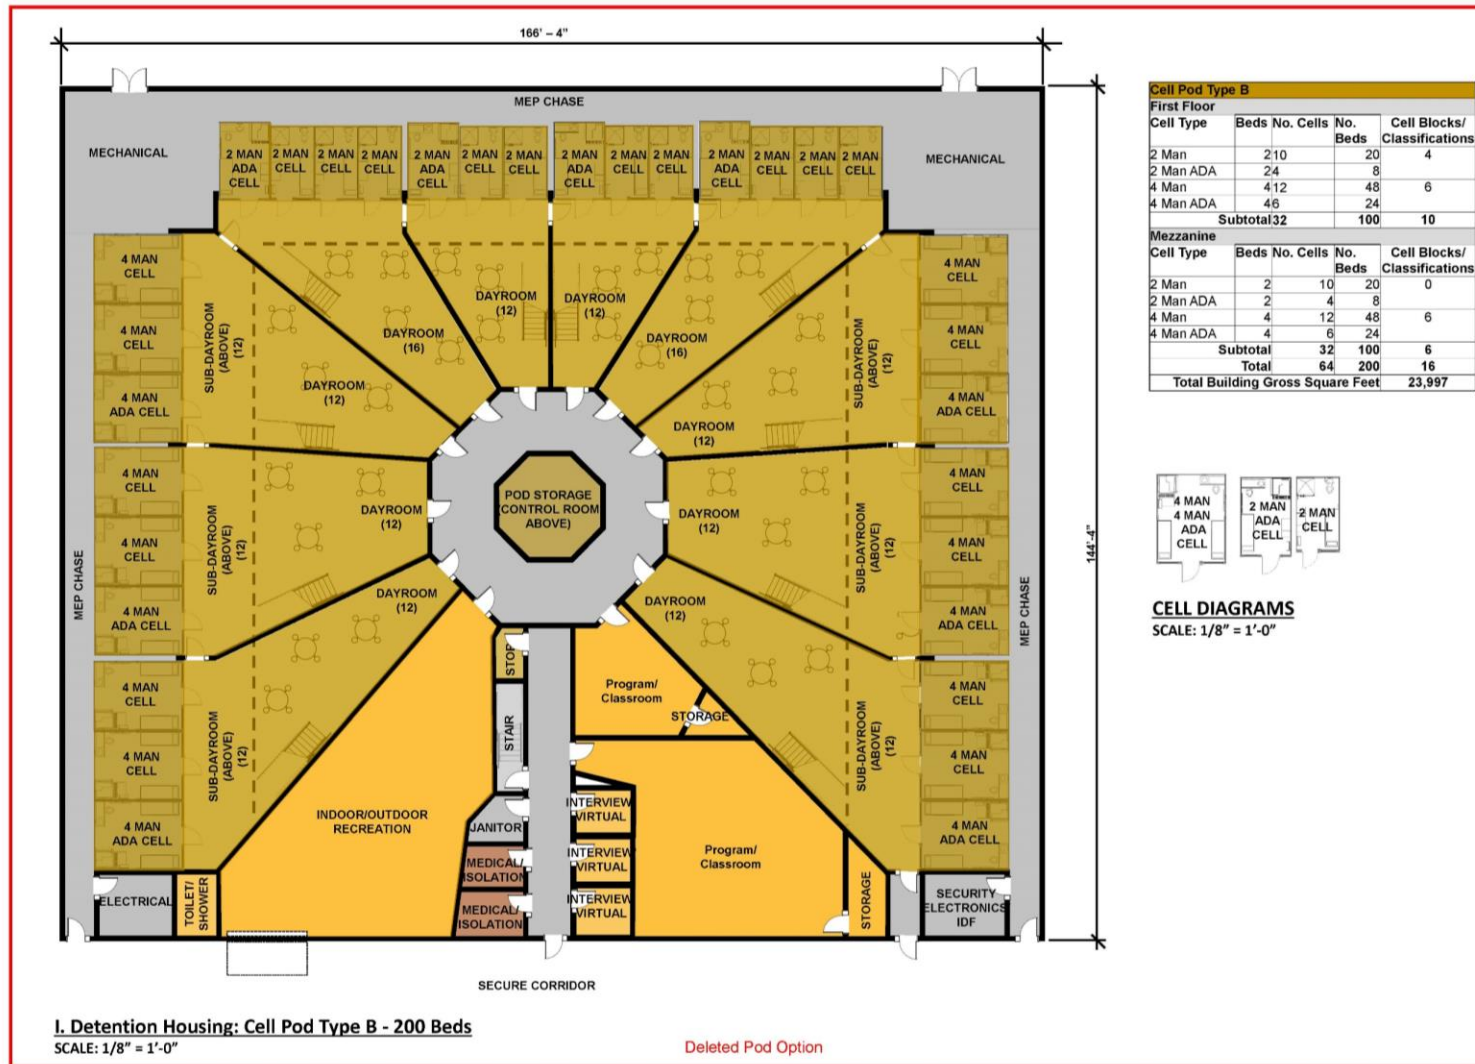 166' – 4"
MEP CHASE
MECHANICAL
2 MAN
ADA
CELL
2 MAN
CELL
2 MAN
CELL
2 MAN
CELL
2 MAN
ADA
CELL
2 MAN
CELL
2 MAN
CELL
2 MAN
ADA
CELL
2 MAN
CELL
2 MAN
CELL
2 MAN
ADA
CELL
2 MAN
CELL
2 MAN
CELL
2 MAN
CELL
MECHANICAL
4 MAN
CELL
4 MAN
CELL
4 MAN
ADA CELL
SUB-DAYROOM
(ABOVE)
(12)
DAYROOM
(12)
DAYROOM
(16)
DAYROOM
(12)
DAYROOM
(12)
DAYROOM
(16)
DAYROOM
(12)
SUB-DAYROOM
(ABOVE)
(12)
4 MAN
CELL
4 MAN
CELL
4 MAN
ADA CELL
4 MAN
CELL
4 MAN
CELL
4 MAN
ADA CELL
SUB-DAYROOM
(ABOVE)
(12)
DAYROOM
(12)
POD STORAGE
(CONTROL ROOM
ABOVE)
DAYROOM
(12)
SUB-DAYROOM
(ABOVE)
(12)
4 MAN
CELL
4 MAN
CELL
4 MAN
ADA CELL
MEP CHASE
MEP CHASE
144'-4"
4 MAN
CELL
4 MAN
CELL
4 MAN
ADA CELL
SUB-DAYROOM
(ABOVE)
(12)
DAYROOM
(12)
DAYROOM
(12)
SUB-DAYROOM
(ABOVE)
(12)
4 MAN
CELL
4 MAN
CELL
4 MAN
ADA CELL
INDOOR/OUTDOOR
RECREATION
STAIR
JANITOR
MEDICAL/
ISOLATION
MEDICAL/
ISOLATION
Program/
Classroom
STORAGE
INTERVIEW
VIRTUAL
INTERVIEW
VIRTUAL
INTERVIEW
VIRTUAL
Program/
Classroom
STORAGE
ELECTRICAL
TOILET/
SHOWER
SECURITY
ELECTRONICS
IDF
SECURE CORRIDOR
Cell Pod Type B
First Floor
Cell Type Beds No. Cells No. Beds Cell Blocks/ Classifications
2 Man 2 10 20 4
2 Man ADA 2 4 8
4 Man 4 12 48 6
4 Man ADA 4 6 24
Subtotal 32 100 10
Mezzanine
Cell Type Beds No. Cells No. Beds Cell Blocks/ Classifications
2 Man 2 10 20 0
2 Man ADA 2 4 8
4 Man 4 12 48 6
4 Man ADA 4 6 24
Subtotal 32 100 6
Total 64 200 16
Total Building Gross Square Feet 23,997
4 MAN
4 MAN
ADA
CELL
2 MAN
ADA
CELL
2 MAN
CELL
CELL DIAGRAMS
SCALE: 1/8" = 1'-0"
I. Detention Housing: Cell Pod Type B - 200 Beds
SCALE: 1/8" = 1'-0"
Deleted Pod Option